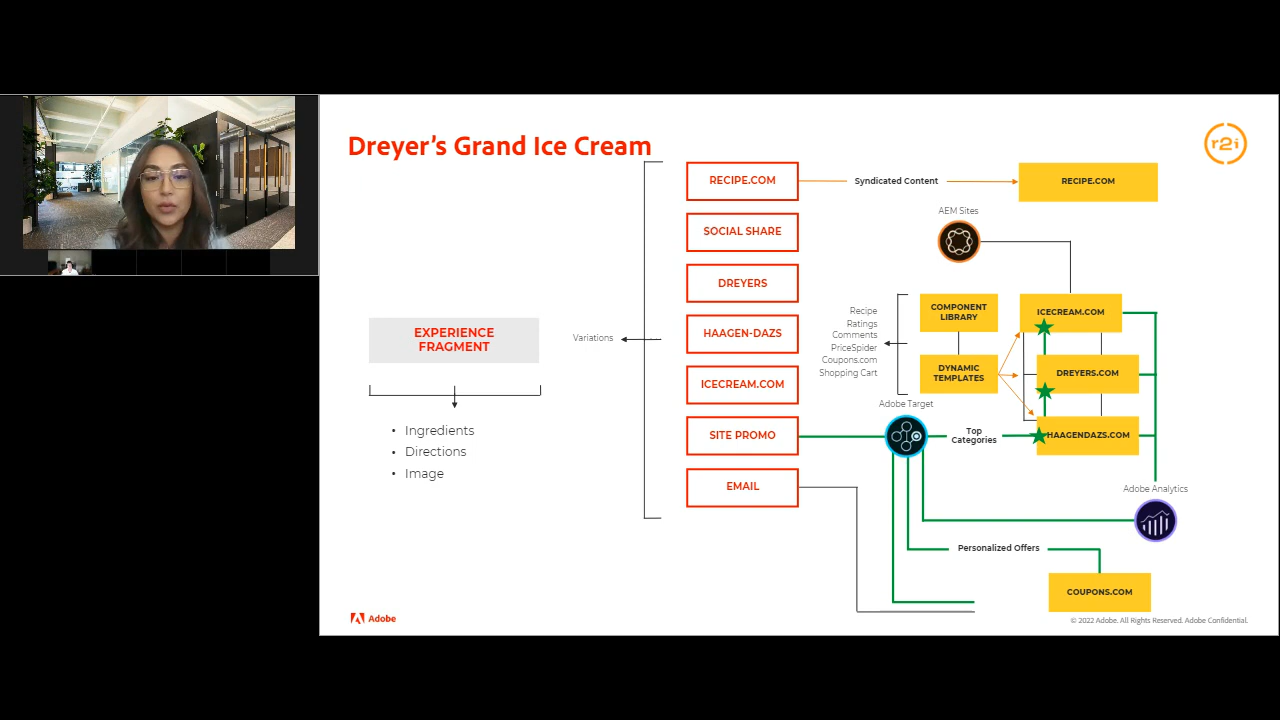 Dreyer's Grand Ice Cream
r2i
RECIPE.COM
Syndicated Content
RECIPE.COM
AEM Sites
SOCIAL SHARE
DREYERS
HAAGEN-DAZS
ICECREAM.COM
SITE PROMO
EMAIL
EXPERIENCE
FRAGMENT
Variations
• Ingredients
• Directions
• Image
Recipe
Ratings
Comments
PriceSpider
Coupons.com
Shopping Cart
COMPONENT
LIBRARY
DYNAMIC
TEMPLATES
ICECREAM.COM
DREYERS.COM
HAAGENDAZS.COM
Adobe Target
Top
Categories
Adobe Analytics
Personalized Offers
COUPONS.COM
Adobe
© 2022 Adobe. All Rights Reserved. Adobe Confidential.